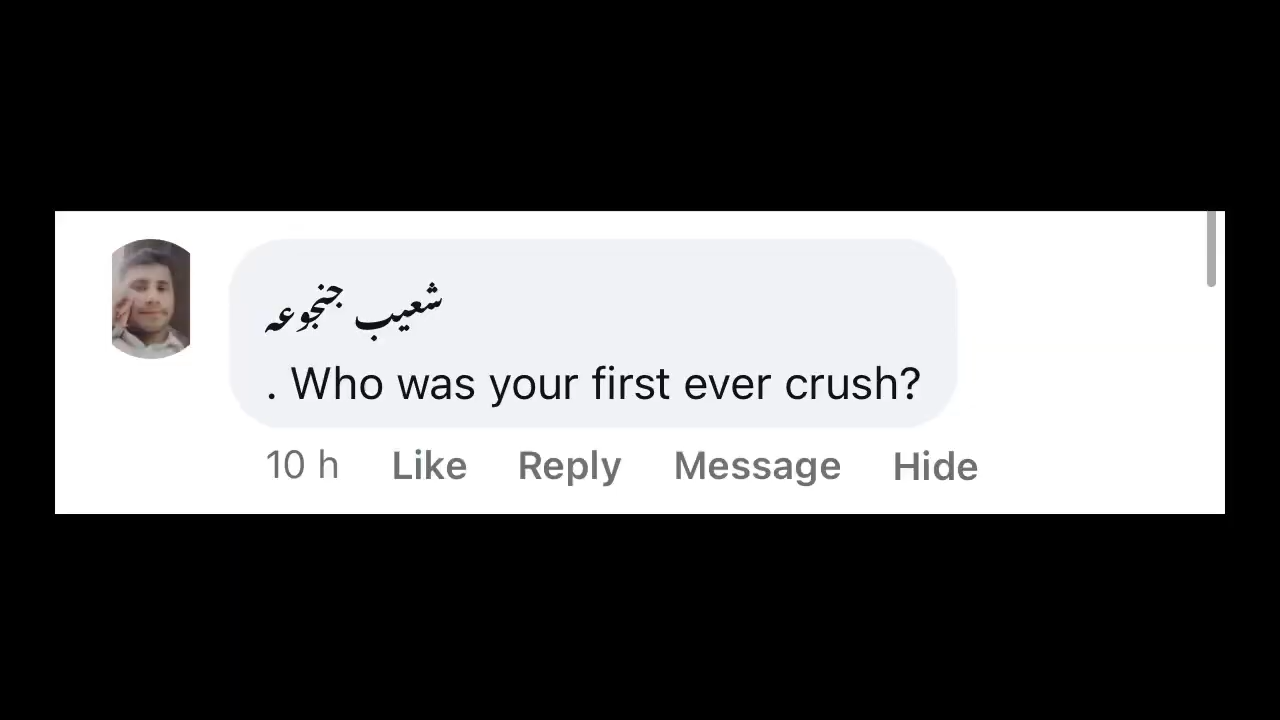 شعیب جنجوعہ
. Who was your first ever crush?
10 h Like Reply Message Hide